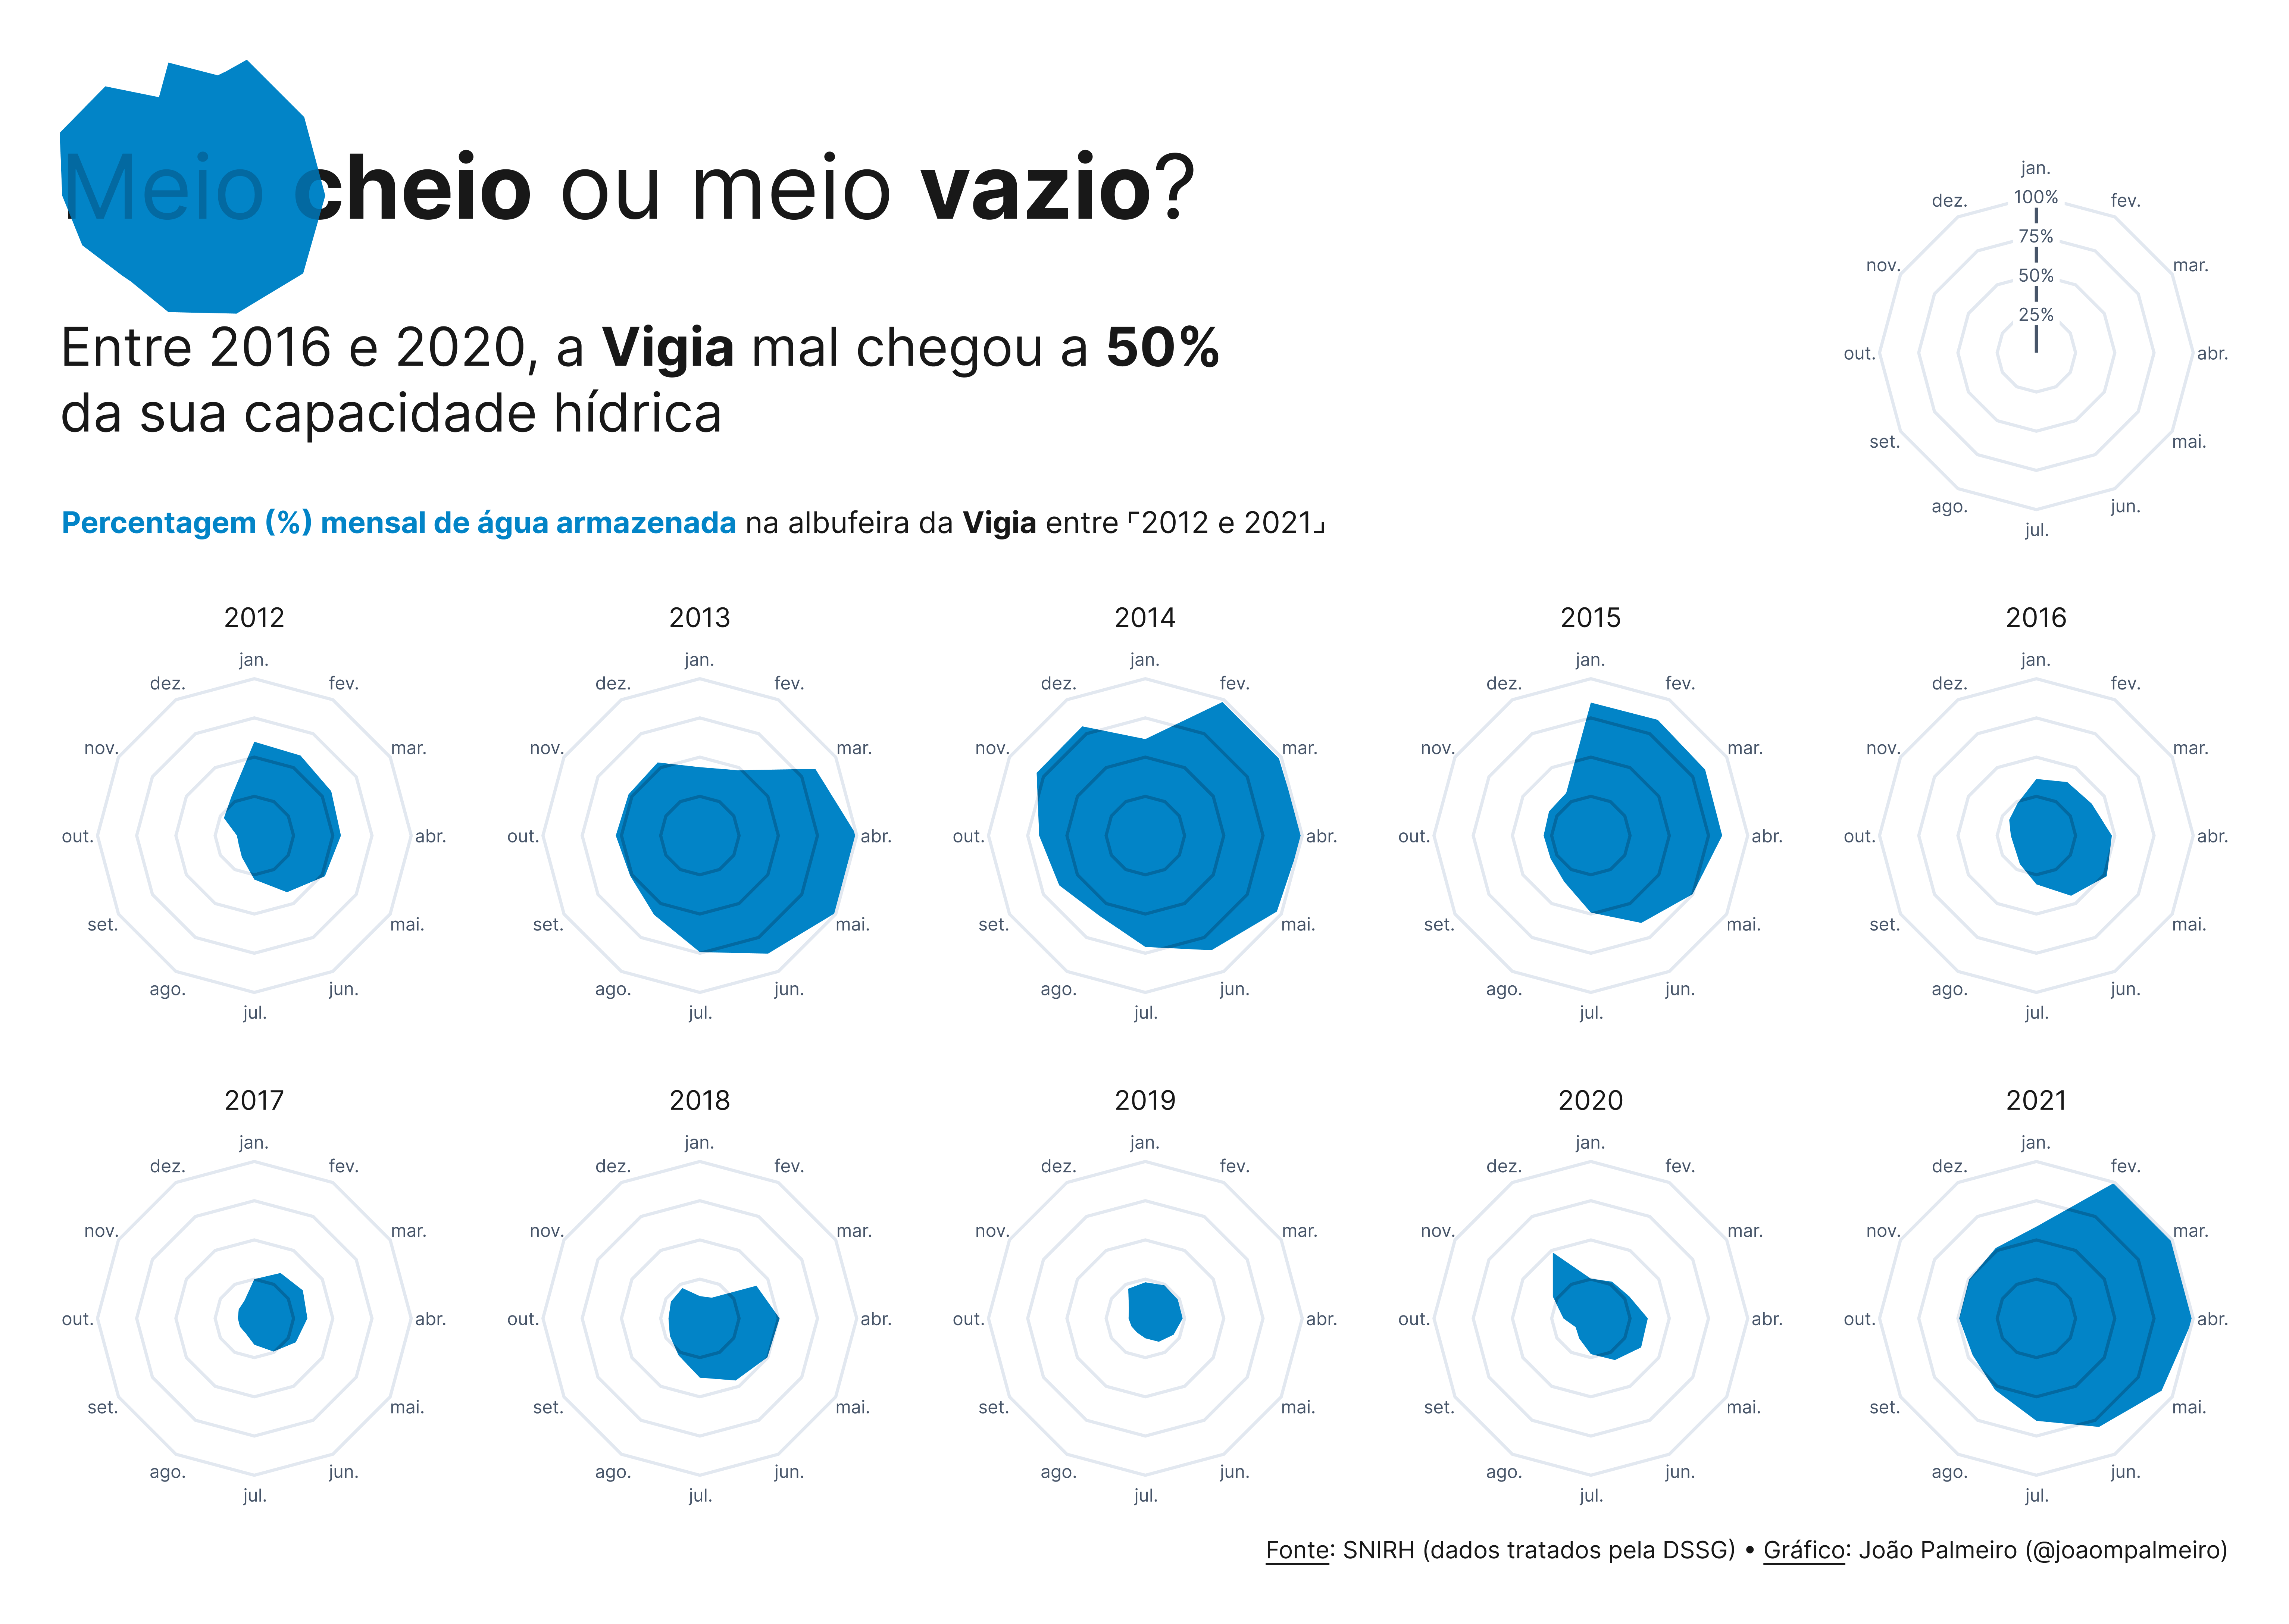 Meio cheio ou meio vazio?
Entre 2016 e 2020, a Vigia mal chegou a 50%
da sua capacidade hídrica
Percentagem (%) mensal de água armazenada na albufeira da Vigia entre ⌜2012 e 2021⌟
jan.
100%
75%
50%
25%
fev.
mar.
abr.
mai.
jun.
jul.
ago.
set.
out.
nov.
dez.
2012
jan.
fev.
mar.
abr.
mai.
jun.
jul.
ago.
set.
out.
nov.
dez.
2013
jan.
fev.
mar.
abr.
mai.
jun.
jul.
ago.
set.
out.
nov.
dez.
2014
jan.
fev.
mar.
abr.
mai.
jun.
jul.
ago.
set.
out.
nov.
dez.
2015
jan.
fev.
mar.
abr.
mai.
jun.
jul.
ago.
set.
out.
nov.
dez.
2016
jan.
fev.
mar.
abr.
mai.
jun.
jul.
ago.
set.
out.
nov.
dez.
2017
jan.
fev.
mar.
abr.
mai.
jun.
jul.
ago.
set.
out.
nov.
dez.
2018
jan.
fev.
mar.
abr.
mai.
jun.
jul.
ago.
set.
out.
nov.
dez.
2019
jan.
fev.
mar.
abr.
mai.
jun.
jul.
ago.
set.
out.
nov.
dez.
2020
jan.
fev.
mar.
abr.
mai.
jun.
jul.
ago.
set.
out.
nov.
dez.
2021
jan.
fev.
mar.
abr.
mai.
jun.
jul.
ago.
set.
out.
nov.
dez.
Fonte: SNIRH (dados tratados pela DSSG) • Gráfico: João Palmeiro (@joaompalmeiro)